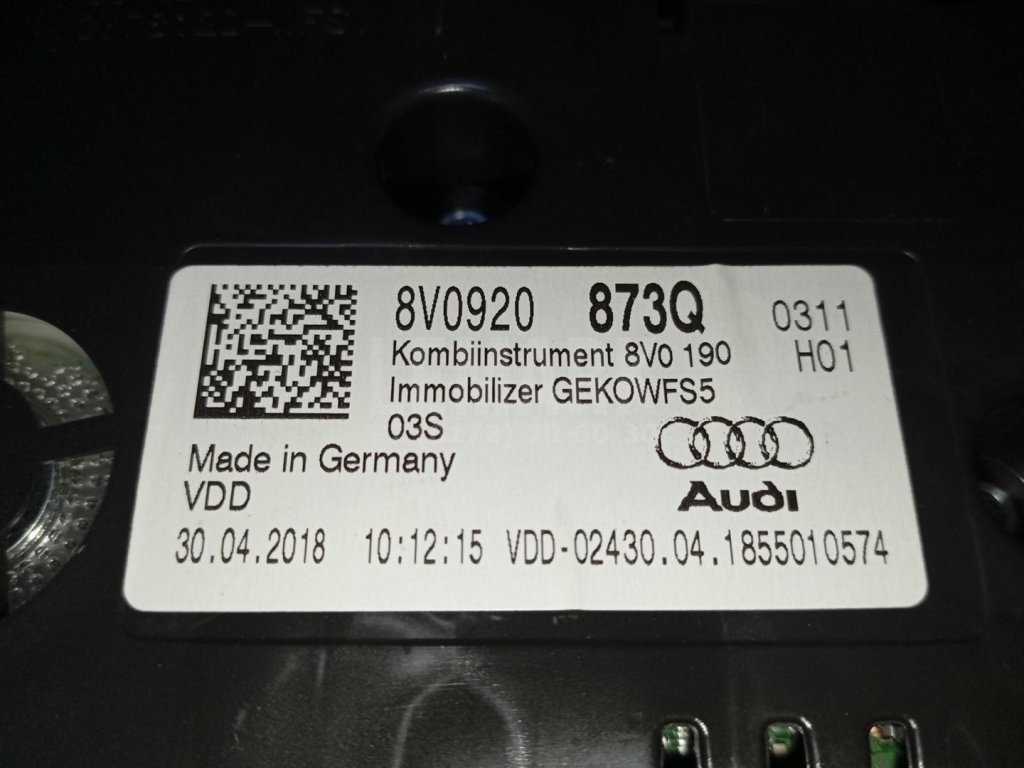 8V0920 873Q 0311
Kombiinstrument 8V0 190 H01
Immobilizer GEKOWFS5
03S
Made in Germany
Audi
VDD
30.04.2018 10:12:15 VDD-02430.04.1855010574